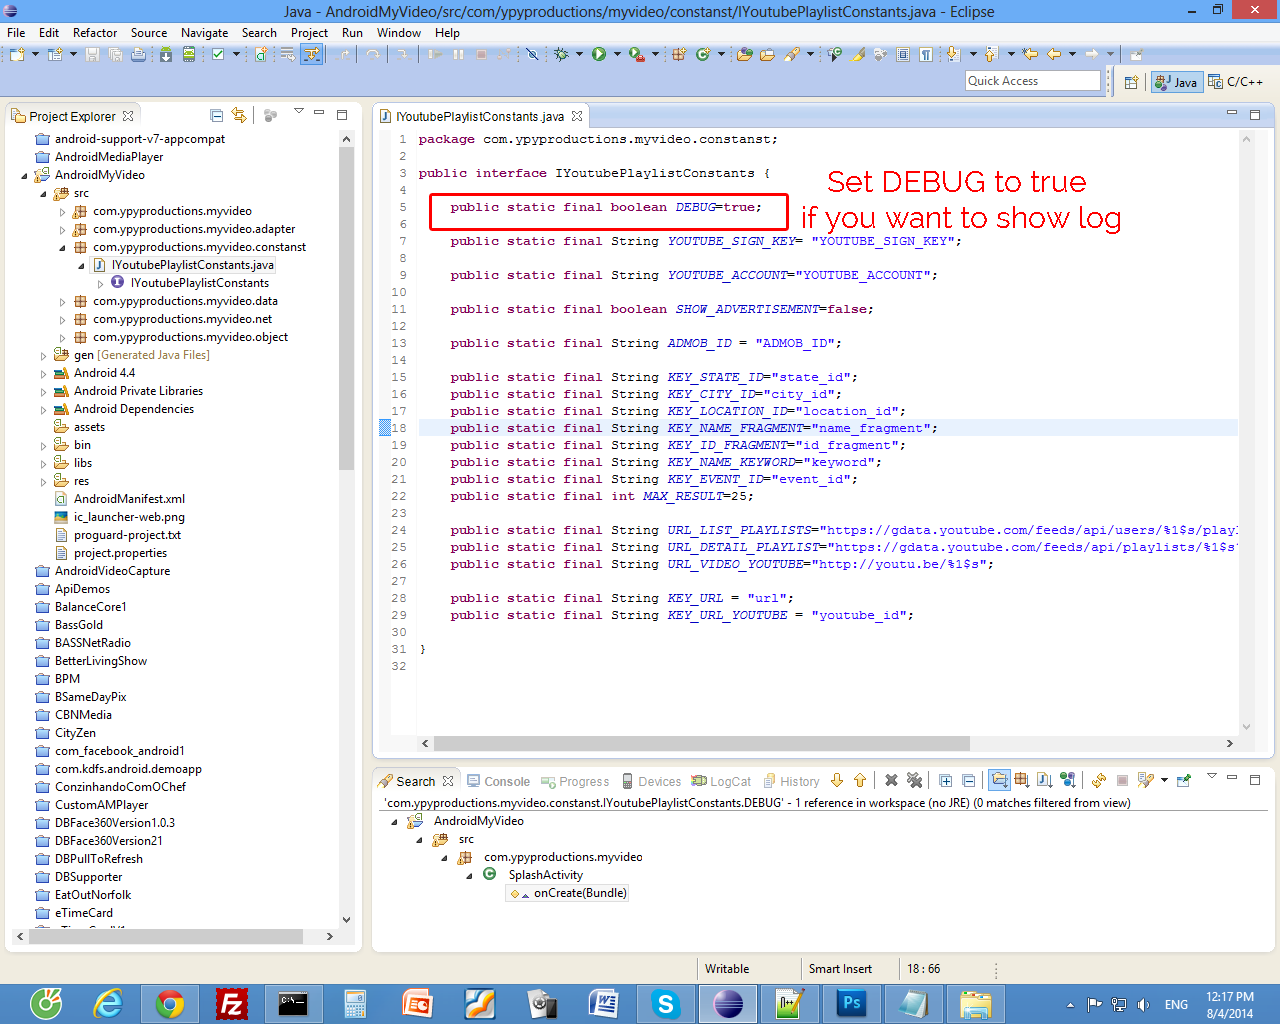 Java - AndroidMyVideo/src/com/ypyproductions/myvideo/constanst/IYoutubePlaylistConstants.java - Eclipse
File Edit Refactor Source Navigate Search Project Run Window Help
Quick Access
Java
C/C++
Project Explorer
android-support-v7-appcompat
AndroidMediaPlayer
AndroidMyVideo
src
com.ypyproductions.myvideo
com.ypyproductions.myvideo.adapter
com.ypyproductions.myvideo.constanst
IYoutubePlaylistConstants.java
IYoutubePlaylistConstants
com.ypyproductions.myvideo.data
com.ypyproductions.myvideo.net
com.ypyproductions.myvideo.object
gen [Generated Java Files]
Android 4.4
Android Private Libraries
Android Dependencies
assets
bin
libs
res
AndroidManifest.xml
ic_launcher-web.png
proguard-project.txt
project.properties
AndroidVideoCapture
ApiDemos
BalanceCore1
BassGold
BASSNetRadio
BetterLivingShow
BPM
BSameDayPix
CBNMedia
CityZen
com_facebook_android1
com.kdfs.android.demoapp
ConzinhandoComOChef
CustomAMPlayer
DBFace360Version1.0.3
DBFace360Version21
DBPullToRefresh
DBSupporter
EatOutNorfolk
eTimeCard
IYoutubePlaylistConstants.java
1 package com.ypyproductions.myvideo.constanst;
2
3 public interface IYoutubePlaylistConstants {
4
5 public static final boolean DEBUG=true;
6
7 public static final String YOUTUBE_SIGN_KEY= "YOUTUBE_SIGN_KEY";
8
9 public static final String YOUTUBE_ACCOUNT="YOUTUBE_ACCOUNT";
10
11 public static final boolean SHOW_ADVERTISEMENT=false;
12
13 public static final String ADMOB_ID = "ADMOB_ID";
14
15 public static final String KEY_STATE_ID="state_id";
16 public static final String KEY_CITY_ID="city_id";
17 public static final String KEY_LOCATION_ID="location_id";
18 public static final String KEY_NAME_FRAGMENT="name_fragment";
19 public static final String KEY_ID_FRAGMENT="id_fragment";
20 public static final String KEY_NAME_KEYWORD="keyword";
21 public static final String KEY_EVENT_ID="event_id";
22 public static final int MAX_RESULT=25;
23
24 public static final String URL_LIST_PLAYLISTS="https://gdata.youtube.com/feeds/api/users/%1$s/playl
25 public static final String URL_DETAIL_PLAYLIST="https://gdata.youtube.com/feeds/api/playlists/%1$s
26 public static final String URL_VIDEO_YOUTUBE="http://youtu.be/%1$s";
27
28 public static final String KEY_URL = "url";
29 public static final String KEY_URL_YOUTUBE = "youtube_id";
30
31 }
32
Set DEBUG to true
if you want to show log
Search Console Progress Devices LogCat History
'com.ypyproductions.myvideo.constanst.IYoutubePlaylistConstants.DEBUG' - 1 reference in workspace (no JRE) (0 matches filtered from view)
AndroidMyVideo
src
com.ypyproductions.myvideo
SplashActivity
onCreate(Bundle)
Writable
Smart Insert
18 : 66
ENG
12:17 PM
8/4/2014